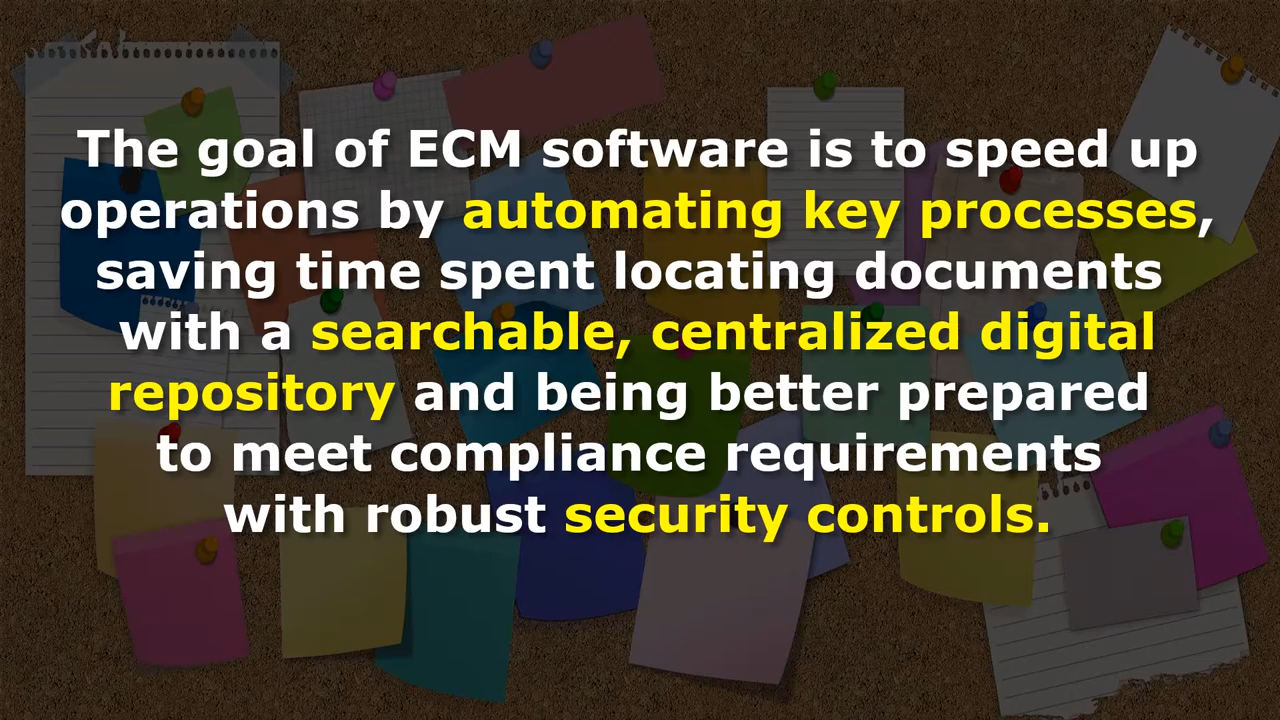 The goal of ECM software is to speed up
operations by automating key processes,
saving time spent locating documents
with a searchable, centralized digital
repository and being better prepared
to meet compliance requirements
with robust security controls.